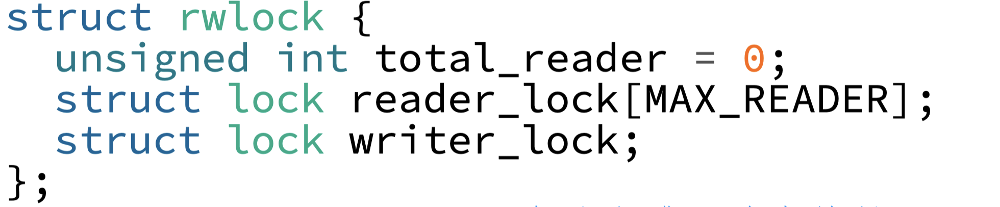 struct rwlock {
  unsigned int total_reader = 0;
  struct lock reader_lock[MAX_READER];
  struct lock writer_lock;
};